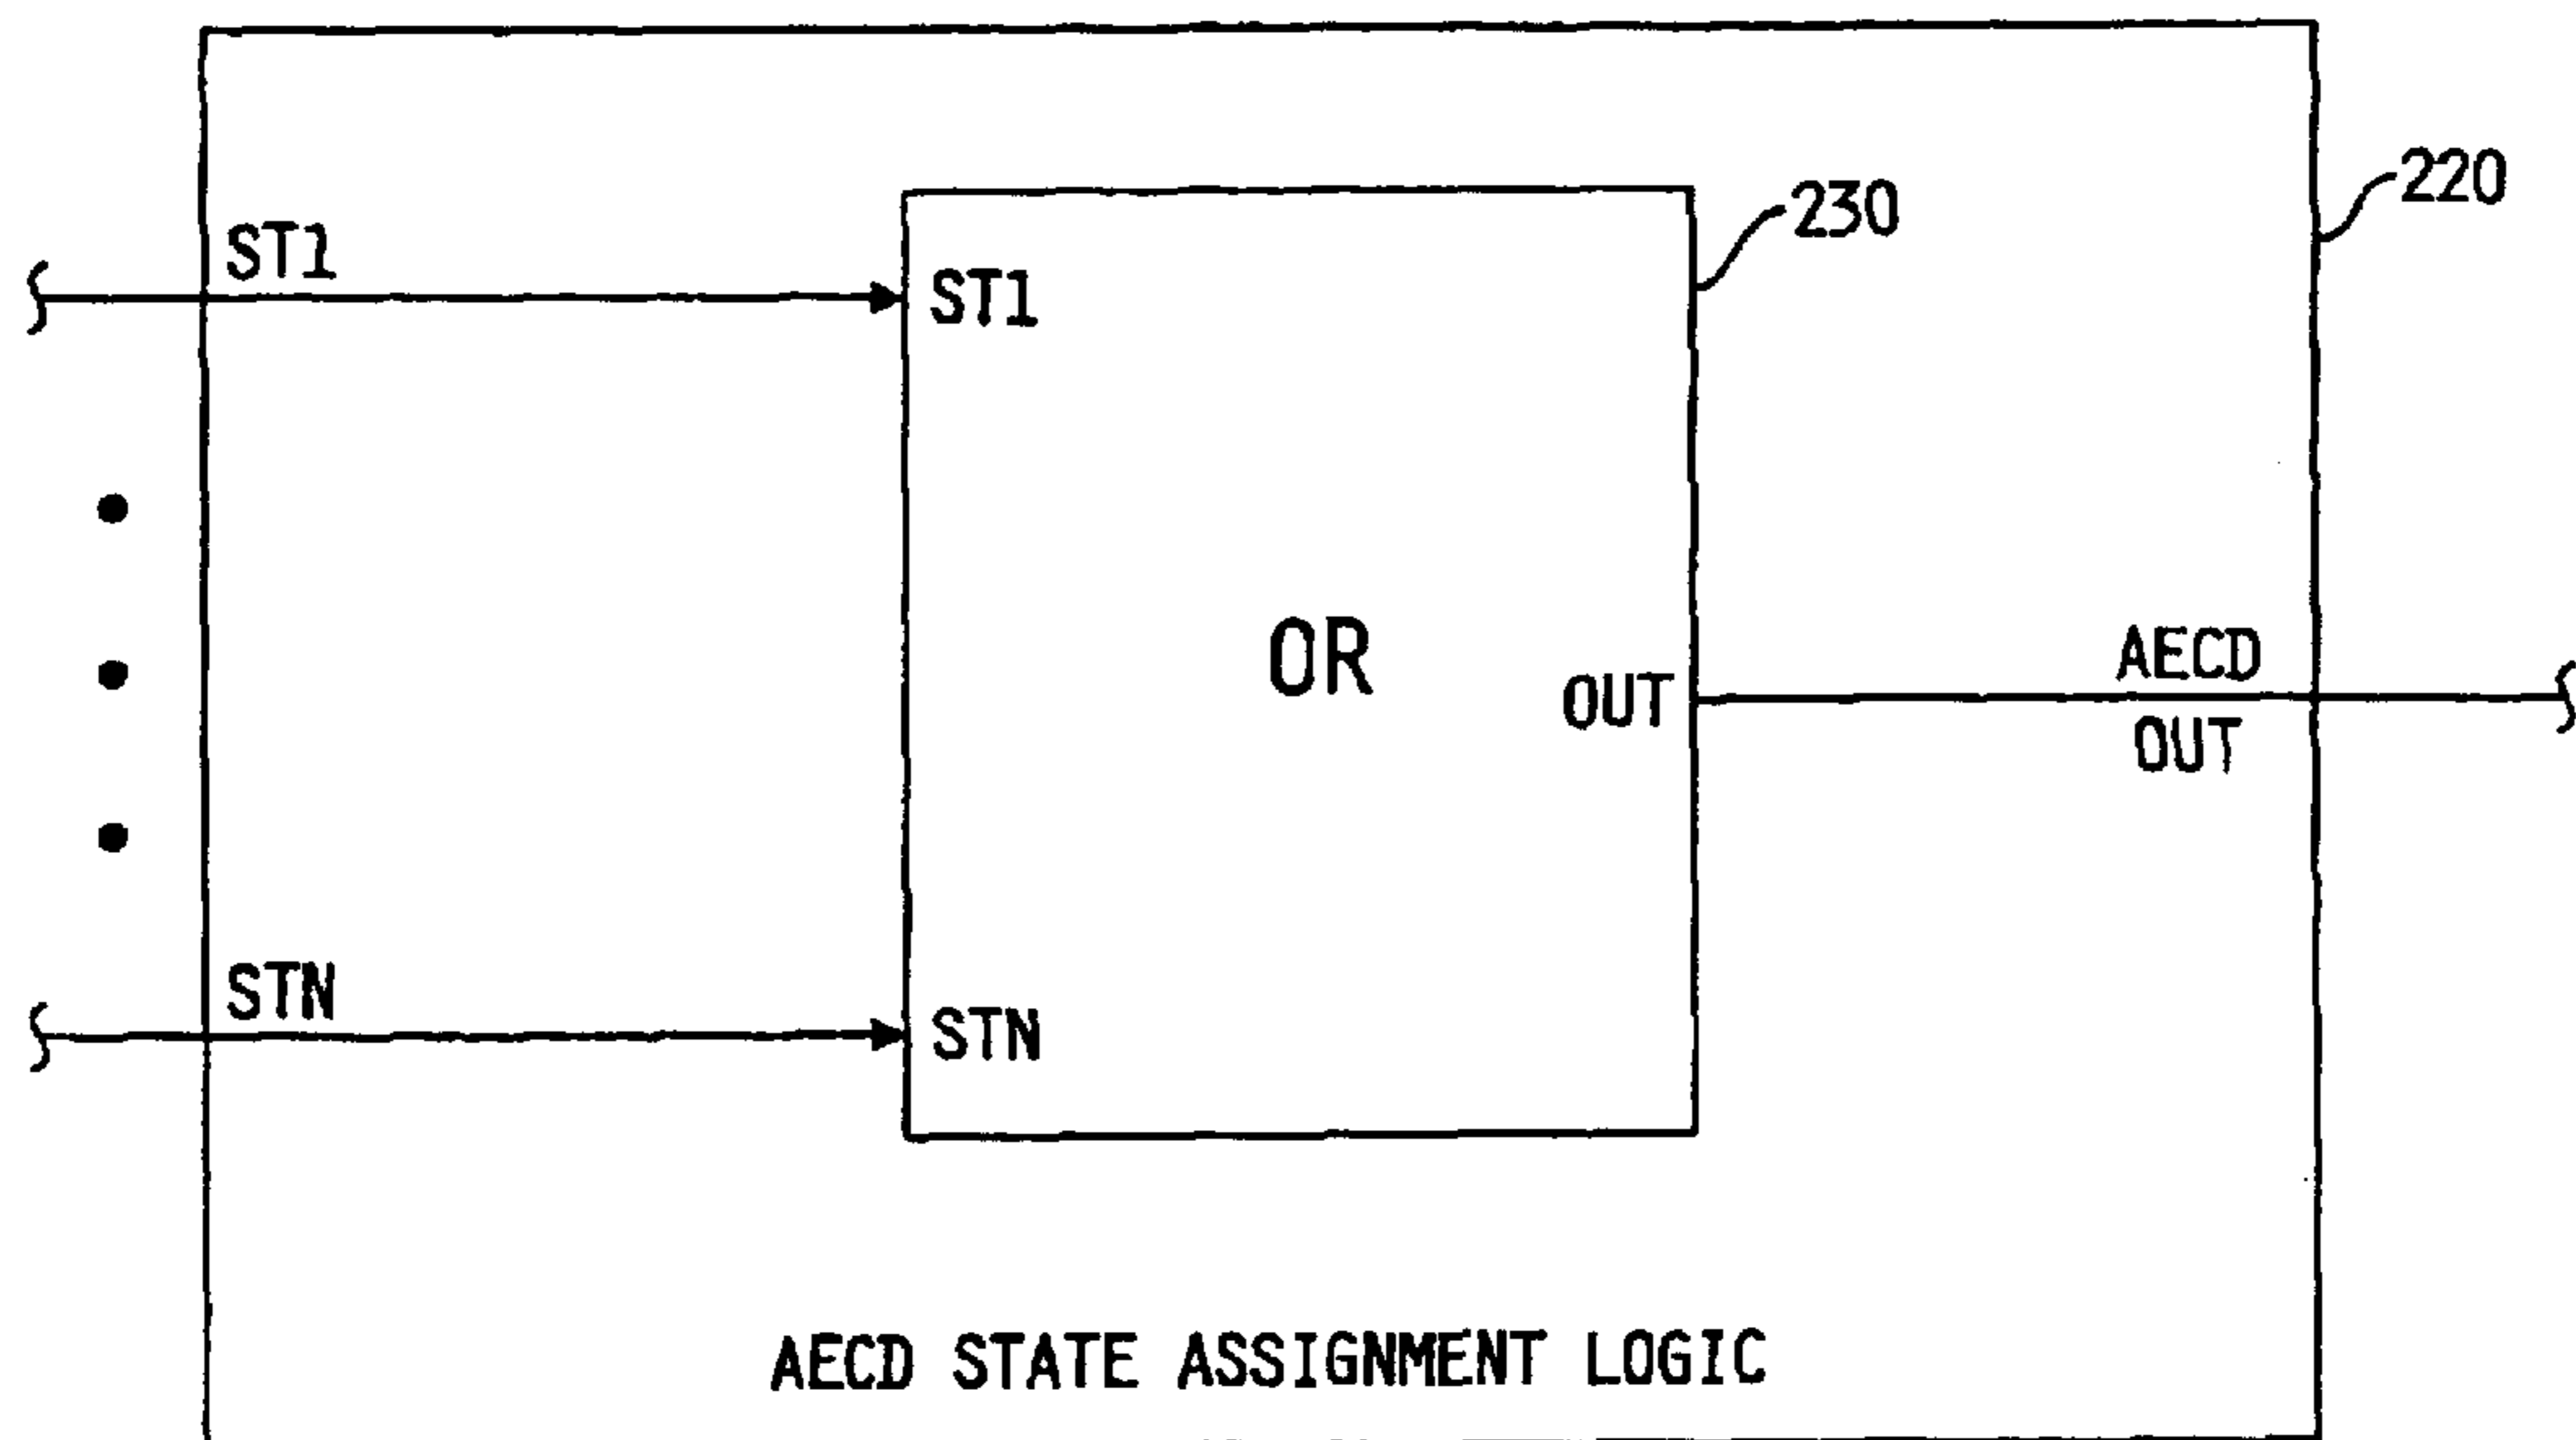 220
230
ST1
ST1
OR
AECD
OUT
OUT
STN
STN
AECD STATE ASSIGNMENT LOGIC